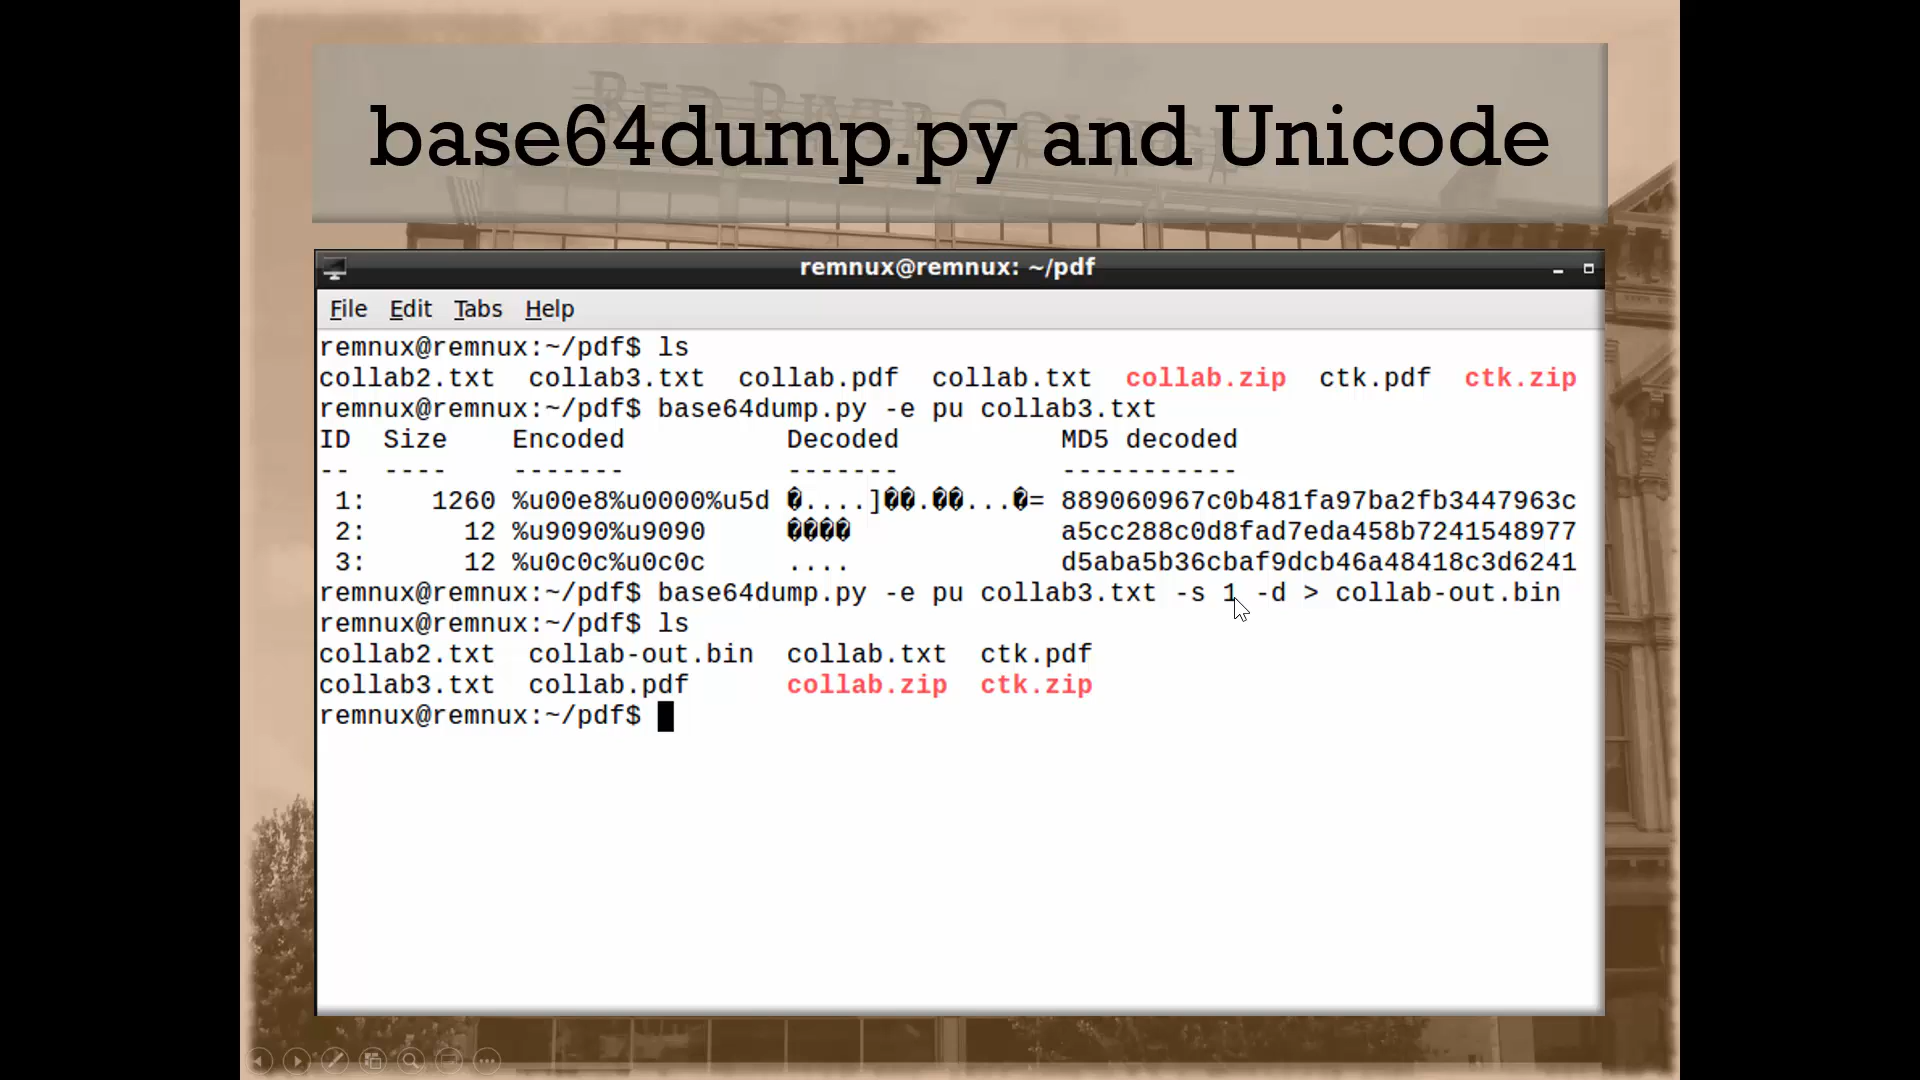 RED RIVER COLLEGE
base64dump.py and Unicode
remnux@remnux: ~/pdf
File Edit Tabs Help
remnux@remnux:~/pdf$ ls
collab2.txt collab3.txt collab.pdf collab.txt collab.zip ctk.pdf ctk.zip
remnux@remnux:~/pdf$ base64dump.py -e pu collab3.txt
ID Size Encoded Decoded MD5 decoded
-- ---- ------- ------- -----------
1: 1260 %u00e8%u0000%u5d �....]��.��...�= 889060967c0b481fa97ba2fb3447963c
2: 12 %u9090%u9090 ���� a5cc288c0d8fad7eda458b7241548977
3: 12 %u0c0c%u0c0c .... d5aba5b36cbaf9dcb46a48418c3d6241
remnux@remnux:~/pdf$ base64dump.py -e pu collab3.txt -s 1 -d > collab-out.bin
remnux@remnux:~/pdf$ ls
collab2.txt collab-out.bin collab.txt ctk.pdf
collab3.txt collab.pdf collab.zip ctk.zip
remnux@remnux:~/pdf$